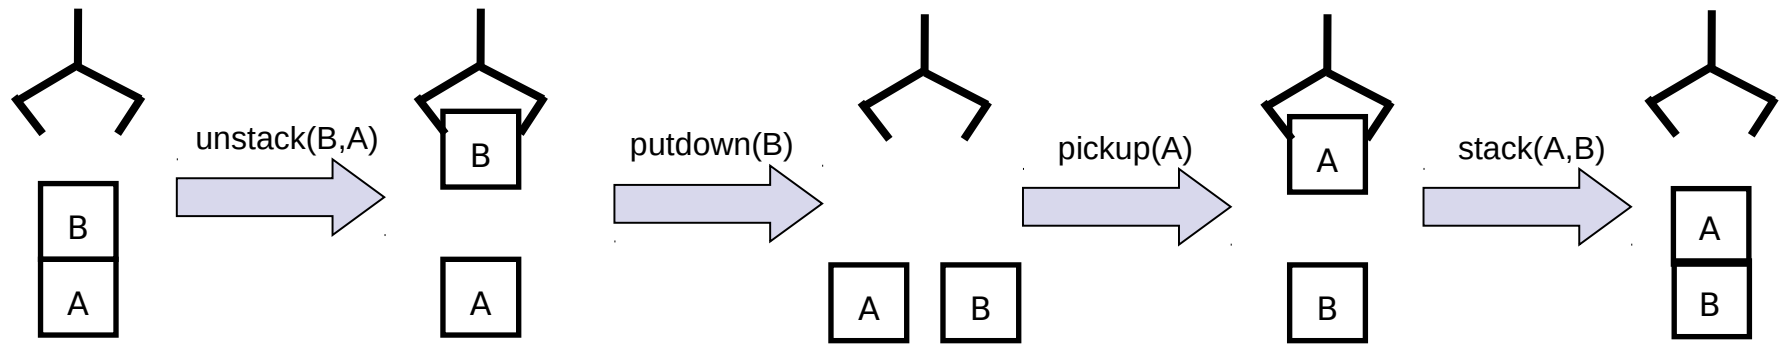 B
A
unstack(B,A)
B
A
putdown(B)
A
B
pickup(A)
A
B
stack(A,B)
A
B